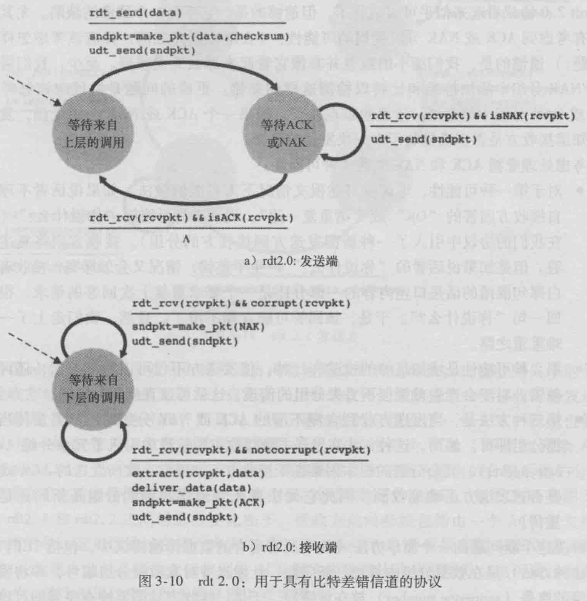 rdt_send(data)
sndpkt=make_pkt(data,checksum)
udt_send(sndpkt)
等待来自
上层的调用
等待ACK
或NAK
rdt_rcv(rcvpkt) && isNAK(rcvpkt)
udt_send(sndpkt)
rdt_rcv(rcvpkt) && isACK(rcvpkt)
Λ
a) rdt2.0: 发送端
rdt_rcv(rcvpkt) && corrupt(rcvpkt)
sndpkt=make_pkt(NAK)
udt_send(sndpkt)
等待来自
下层的调用
rdt_rcv(rcvpkt) && notcorrupt(rcvpkt)
extract(rcvpkt,data)
deliver_data(data)
sndpkt=make_pkt(ACK)
udt_send(sndpkt)
b) rdt2.0: 接收端
图 3-10 rdt 2.0: 用于具有比特差错信道的协议